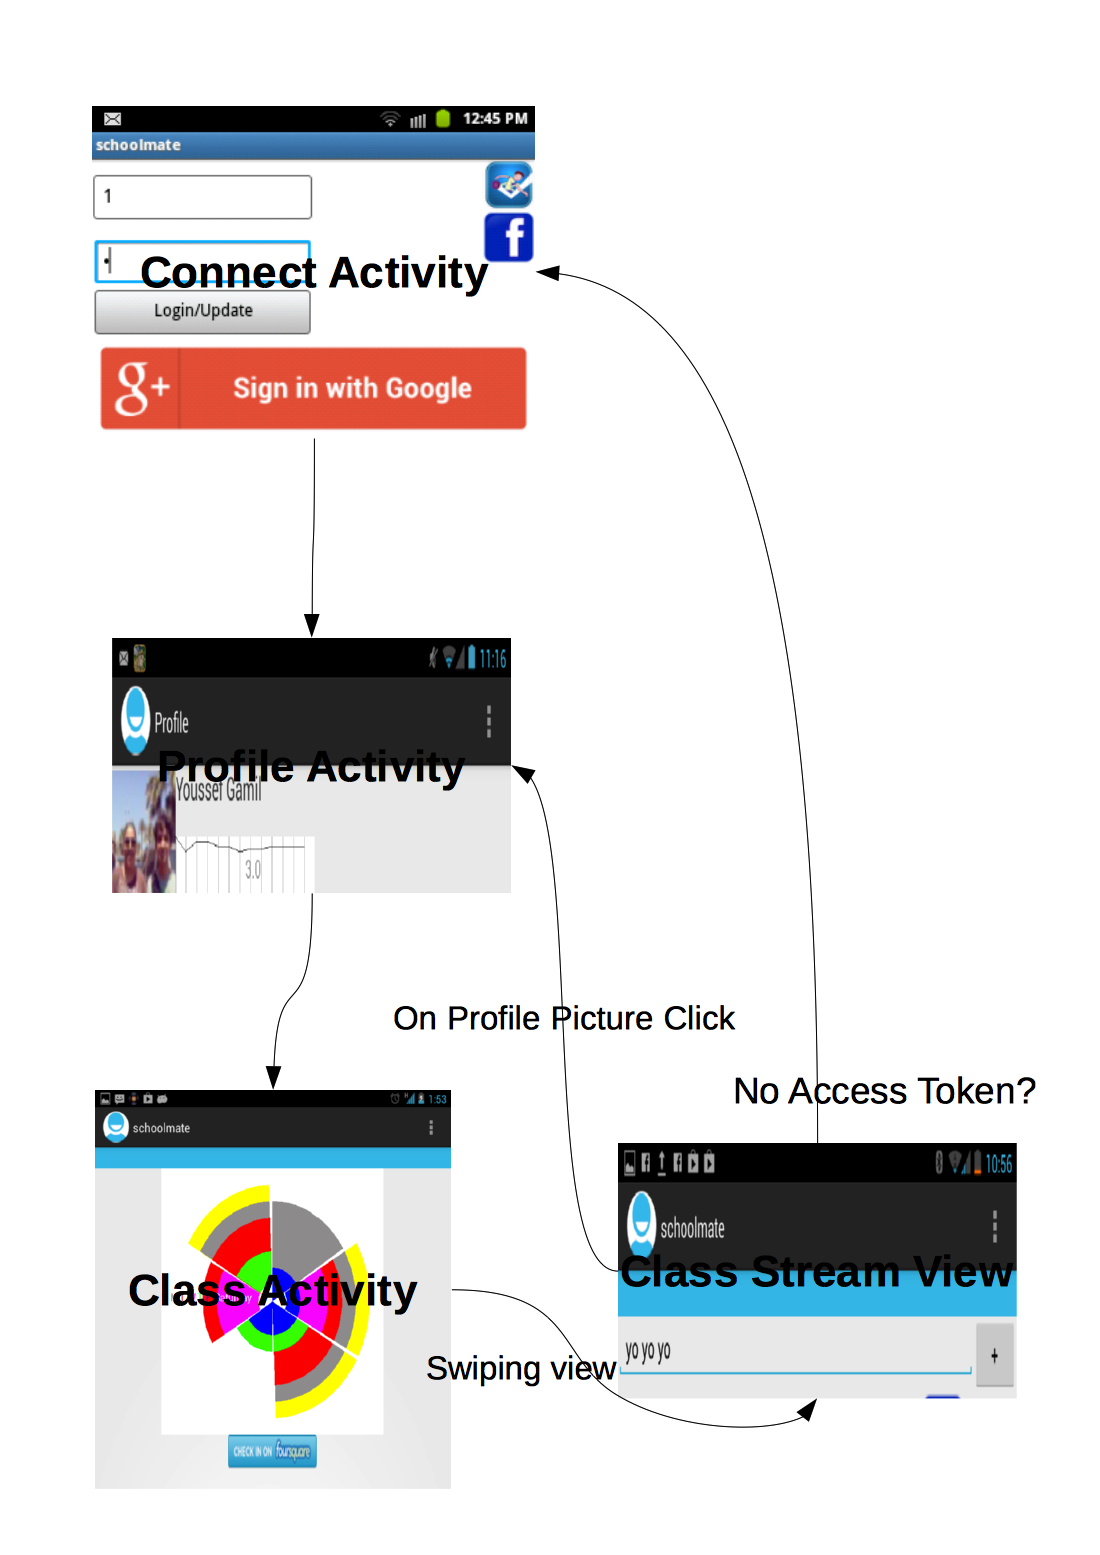 12:45 PM
schoolmate
1
Connect Activity
Login/Update
g+ Sign in with Google
11:16
Profile
Profile Activity
Youssef Gamil
3.0
On Profile Picture Click
No Access Token?
1:53
schoolmate
10:56
schoolmate
Class Stream View
Class Activity
yo yo yo
+
Swiping view
CHECK IN ON foursquare